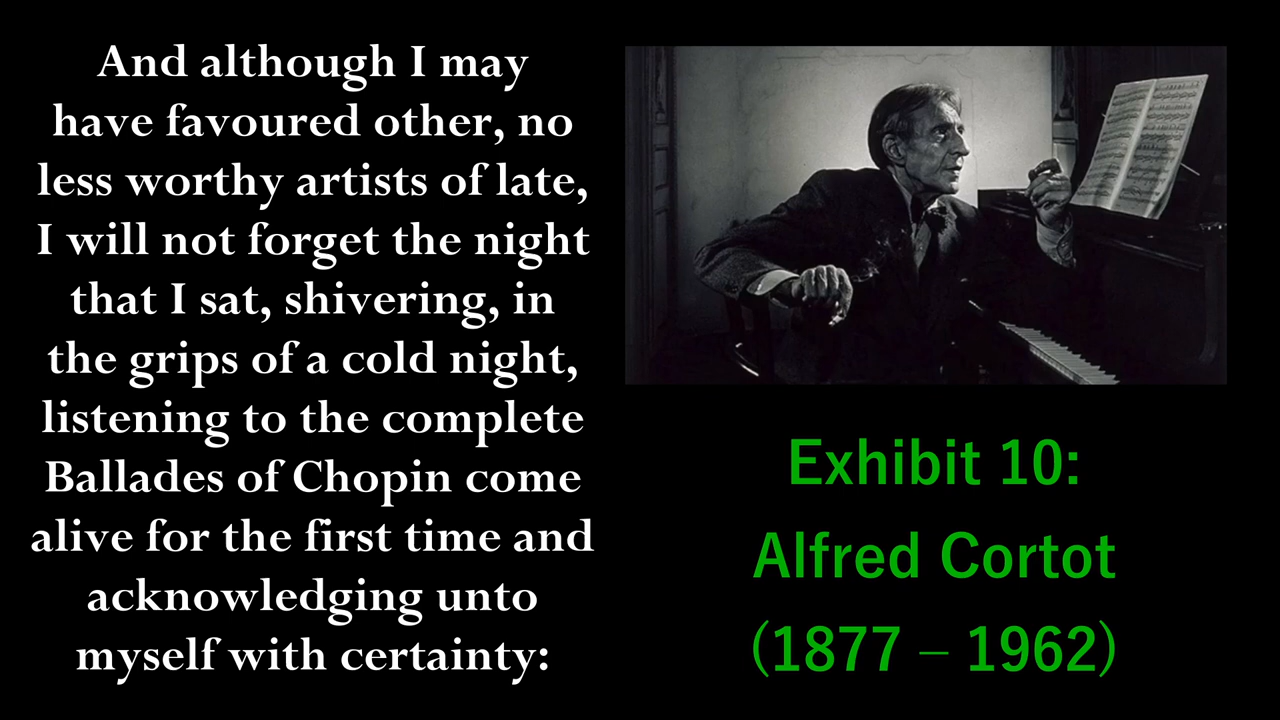 And although I may
have favoured other, no
less worthy artists of late,
I will not forget the night
that I sat, shivering, in
the grips of a cold night,
listening to the complete
Ballades of Chopin come
alive for the first time and
acknowledging unto
myself with certainty:
Exhibit 10:
Alfred Cortot
(1877 – 1962)